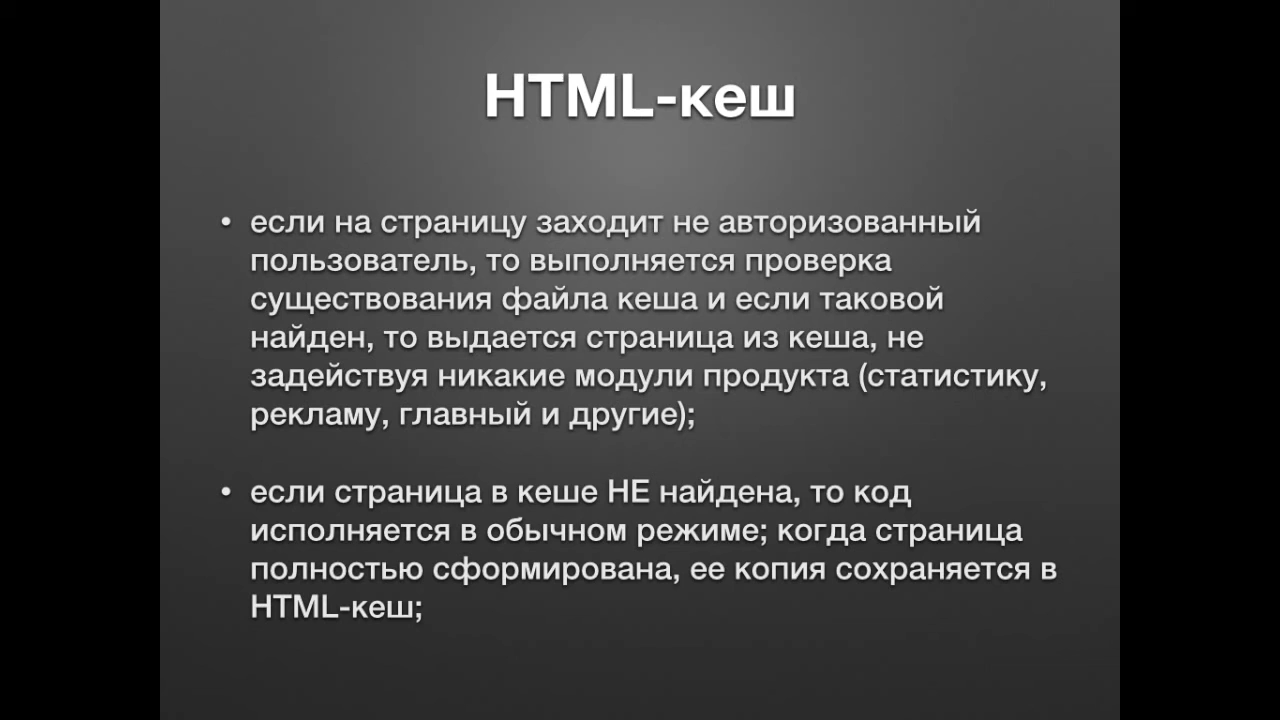 HTML-кеш
• если на страницу заходит не авторизованный
пользователь, то выполняется проверка
существования файла кеша и если таковой
найден, то выдается страница из кеша, не
задействуя никакие модули продукта (статистику,
рекламу, главный и другие);
• если страница в кеше НЕ найдена, то код
исполняется в обычном режиме; когда страница
полностью сформирована, ее копия сохраняется в
HTML-кеш;